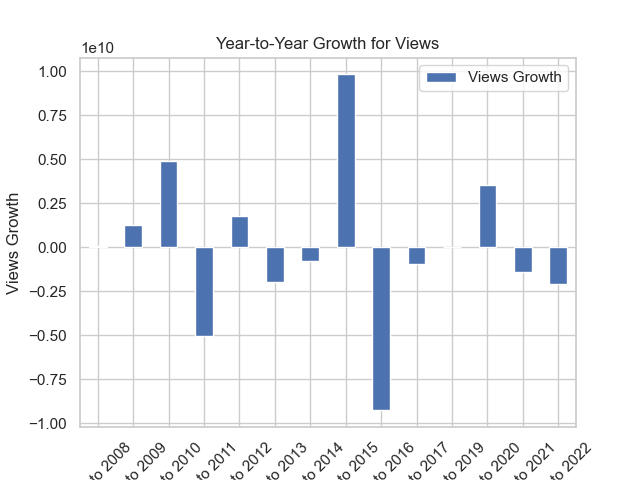 Year-to-Year Growth for Views
1e10
Views Growth
1.00
0.75
0.50
0.25
0.00
−0.25
−0.50
−0.75
−1.00
Views Growth
to 2008
to 2009
to 2010
to 2011
to 2012
to 2013
to 2014
to 2015
to 2016
to 2017
to 2019
to 2020
to 2021
to 2022